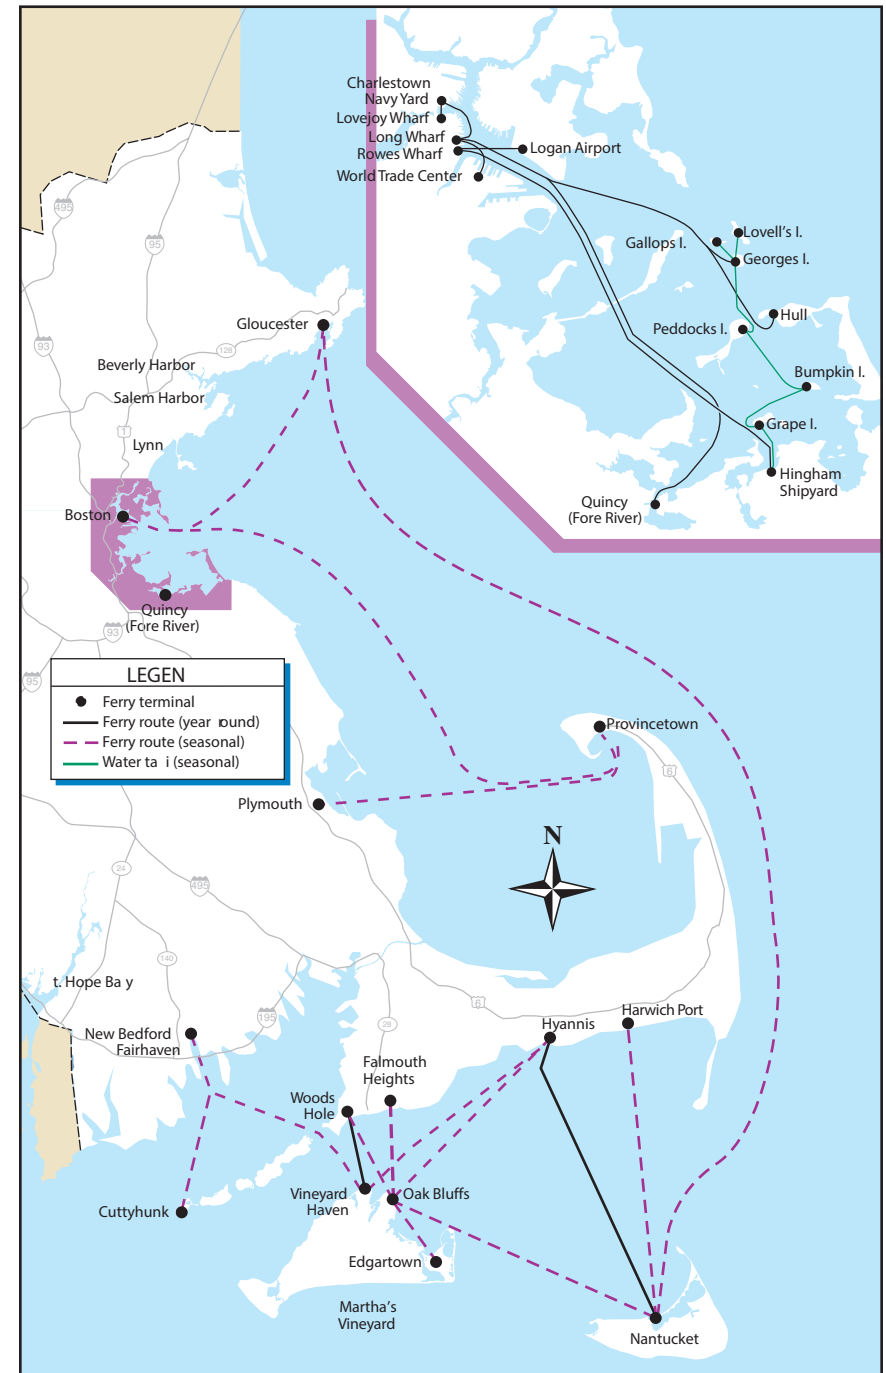 Charlestown
Navy Yard
Lovejoy Wharf
Long Wharf
Rowes Wharf
Logan Airport
World Trade Center
Lovell's I.
Gallops I.
Georges I.
Hull
Peddocks I.
Bumpkin I.
Grape I.
Hingham
Shipyard
Quincy
(Fore River)
495
95
93
128
Gloucester
Beverly Harbor
Salem Harbor
1
Lynn
Boston
Quincy
(Fore River)
93
95
LEGEN
Ferry terminal
Ferry route (year round)
Ferry route (seasonal)
Water ta i (seasonal)
Provincetown
6
Plymouth
N
24
495
140
t. Hope Ba y
195
6
28
New Bedford
Fairhaven
Hyannis
Harwich Port
Falmouth
Heights
Woods
Hole
Vineyard
Haven
Oak Bluffs
Cuttyhunk
Edgartown
Martha's
Vineyard
Nantucket